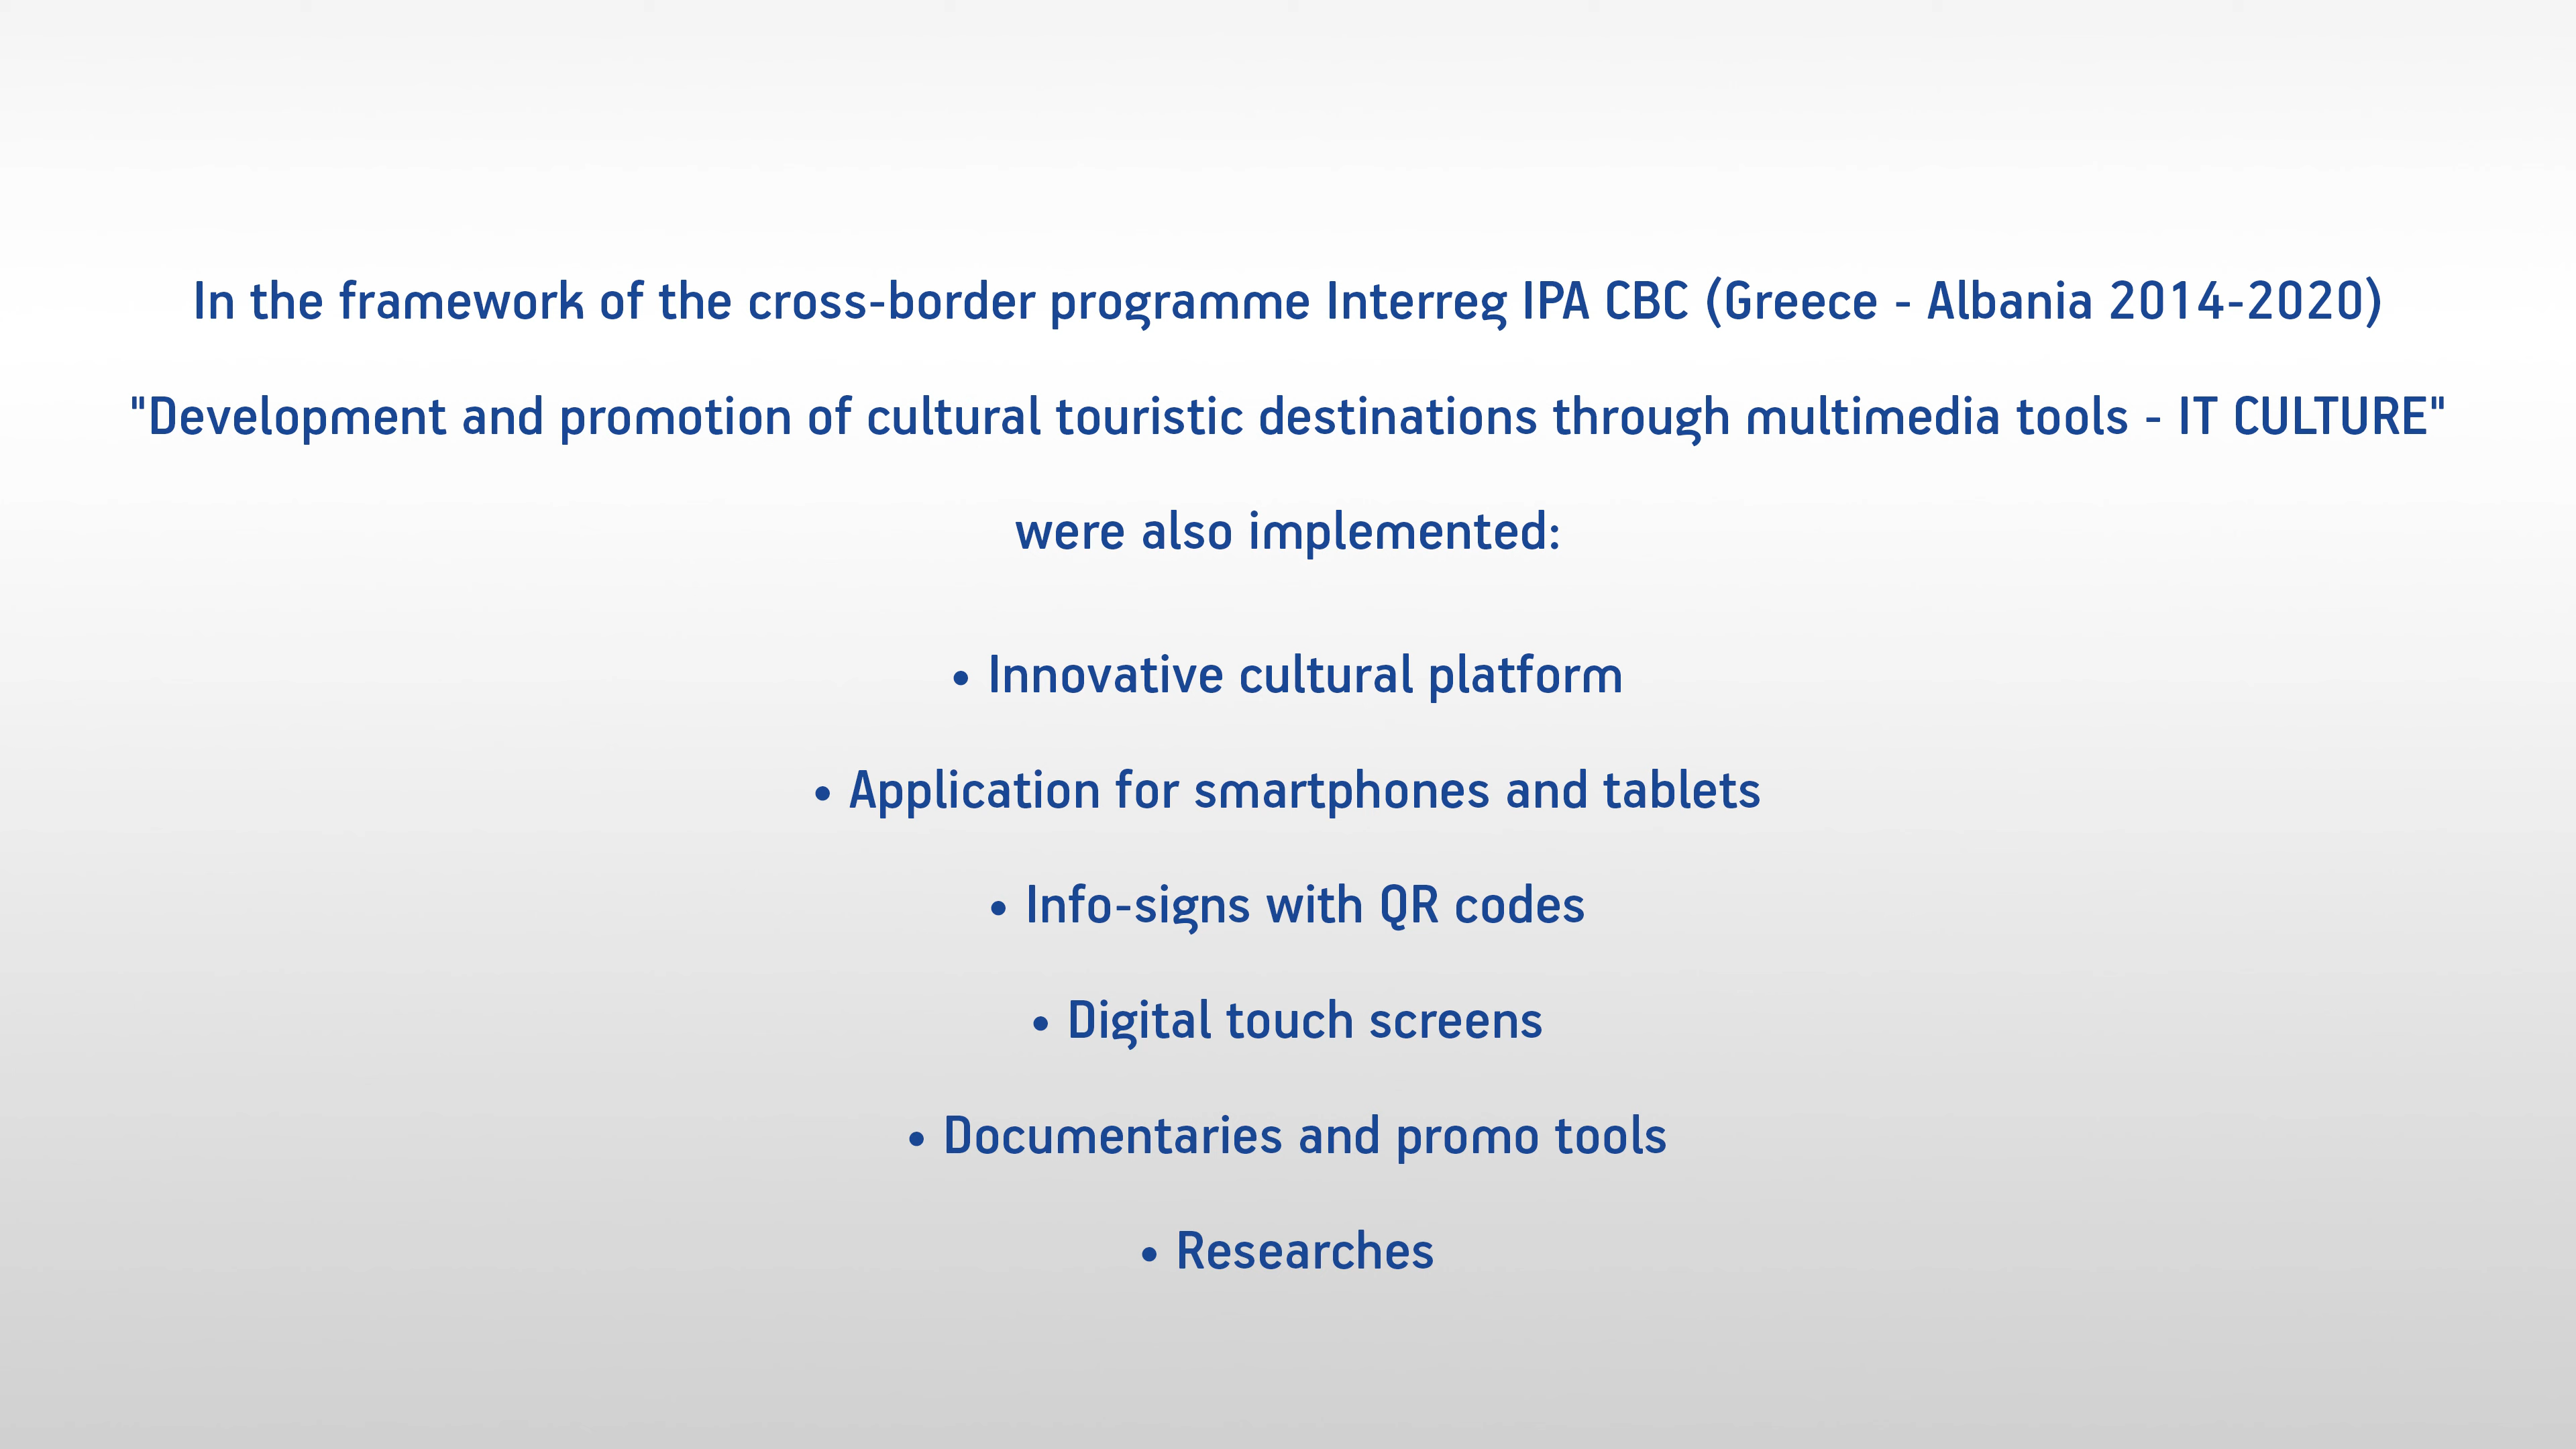 In the framework of the cross-border programme Interreg IPA CBC (Greece - Albania 2014-2020)
"Development and promotion of cultural touristic destinations through multimedia tools - IT CULTURE"
were also implemented:
• Innovative cultural platform
• Application for smartphones and tablets
• Info-signs with QR codes
• Digital touch screens
• Documentaries and promo tools
• Researches